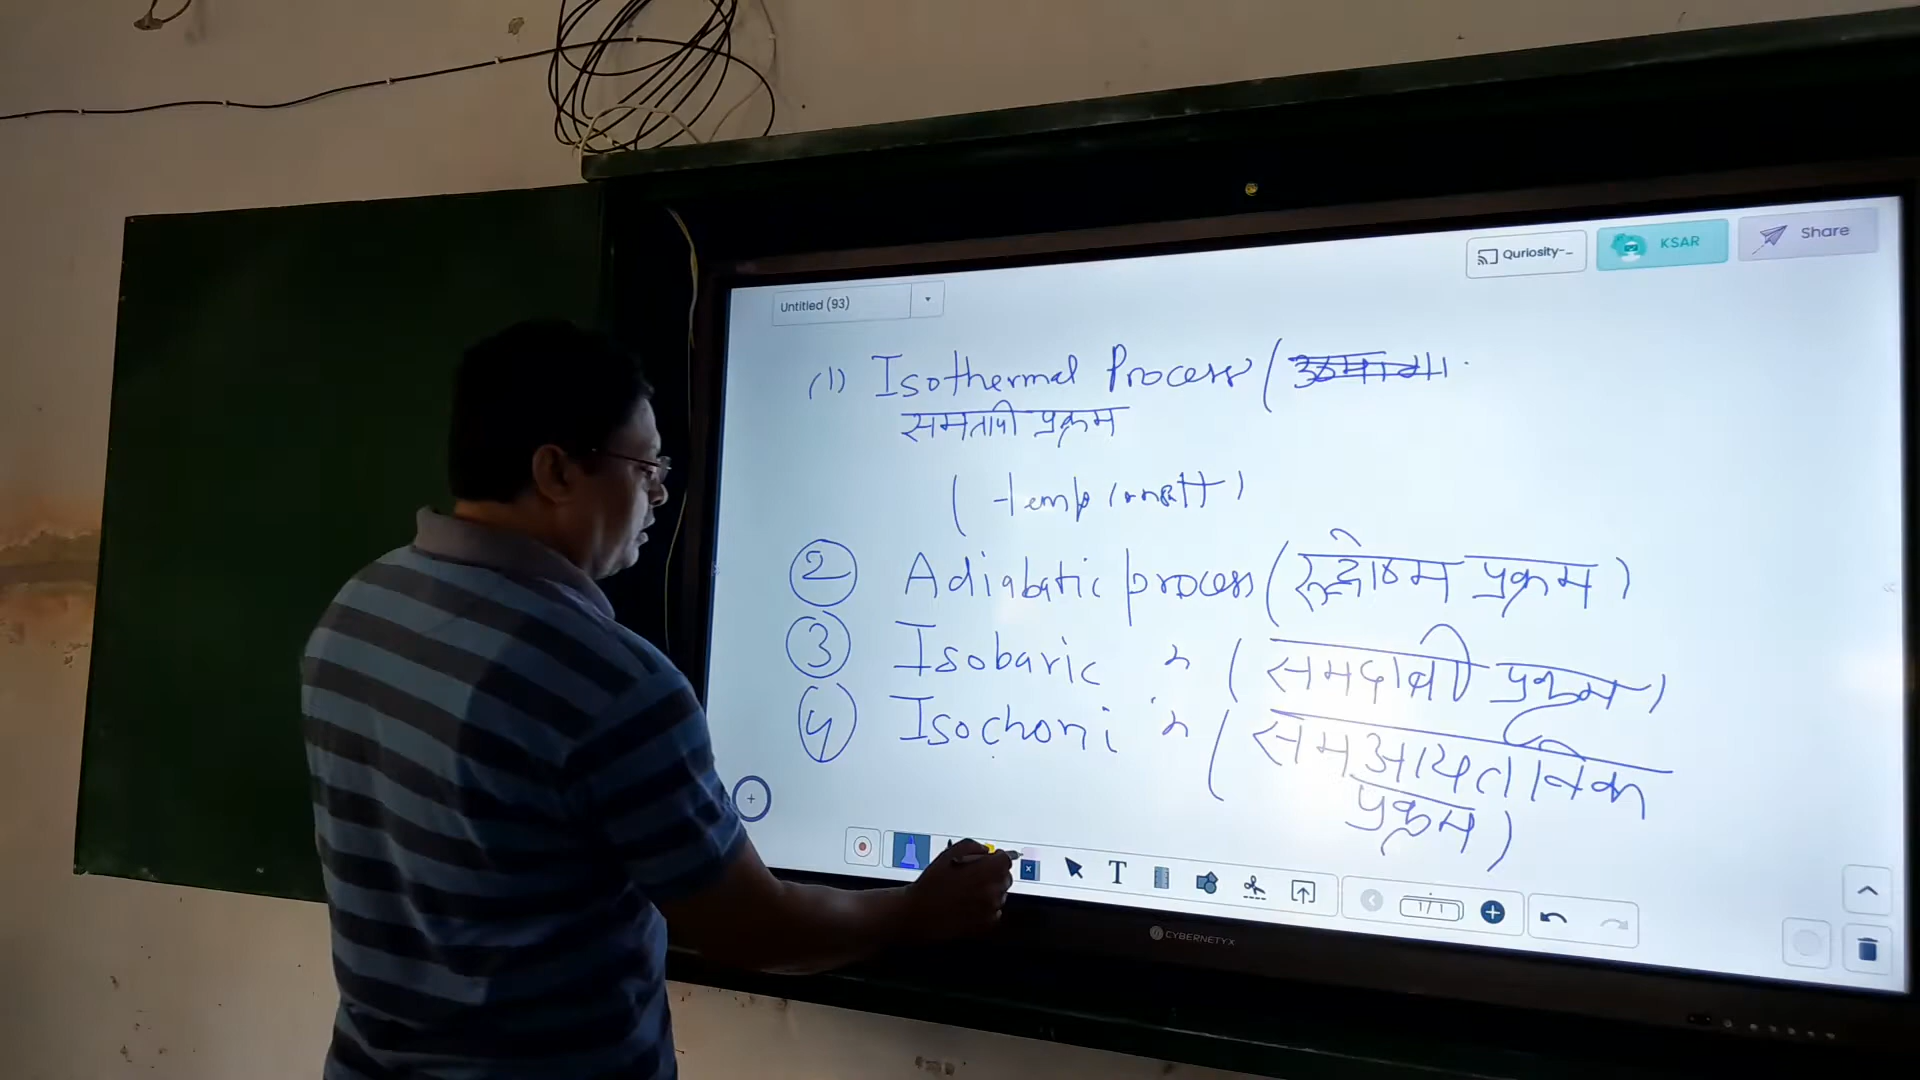 Quriosity-_
KSAR
Share
Untitled (93)
(1) Isothermal Process (
समतापी प्रक्रम
(temp constt)
2 Adiabatic process (रूद्धोष्म प्रक्रम)
3 Isobaric " (समदाबी प्रक्रम)
4 Isochori " (समआयतनिक
प्रक्रम)
T
1/1
CYBERNETYX